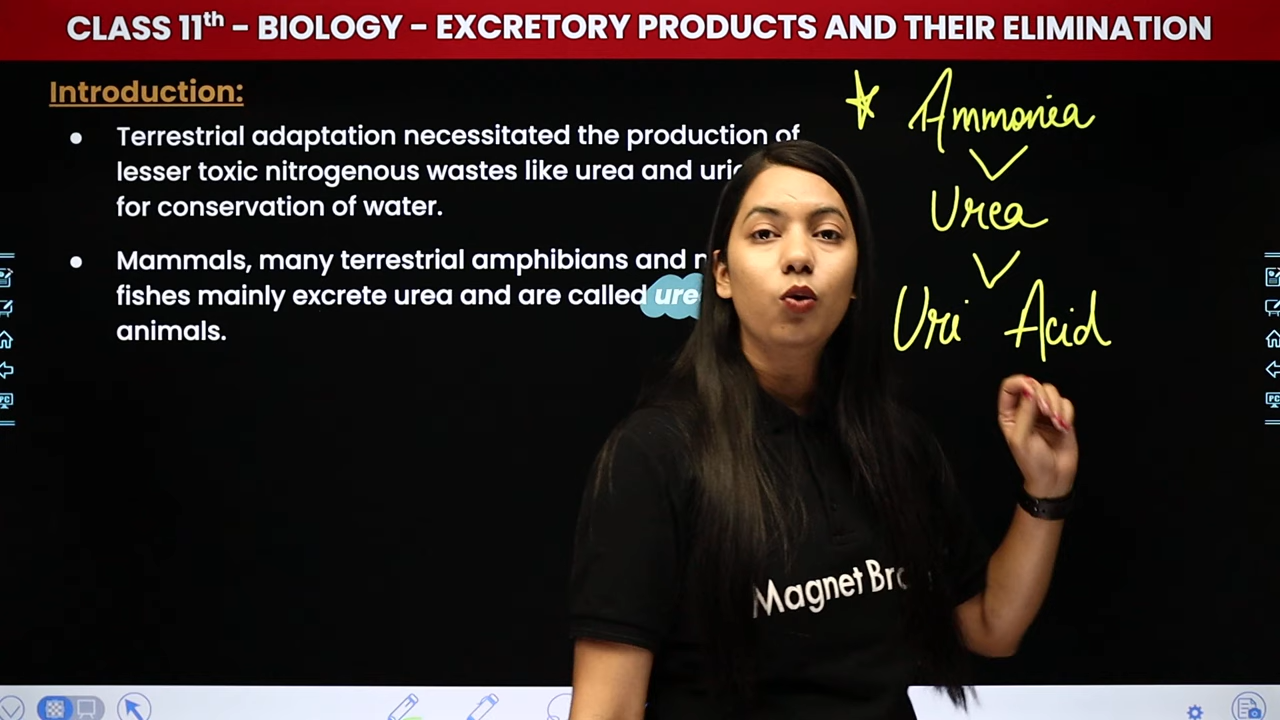 CLASS 11th – BIOLOGY – EXCRETORY PRODUCTS AND THEIR ELIMINATION
Introduction:
• Terrestrial adaptation necessitated the production of
lesser toxic nitrogenous wastes like urea and
for conservation of water.
• Mammals, many terrestrial amphibians and
fishes mainly excrete urea and are called
animals.
Ammonia
Urea
Uri Acid
Magnet